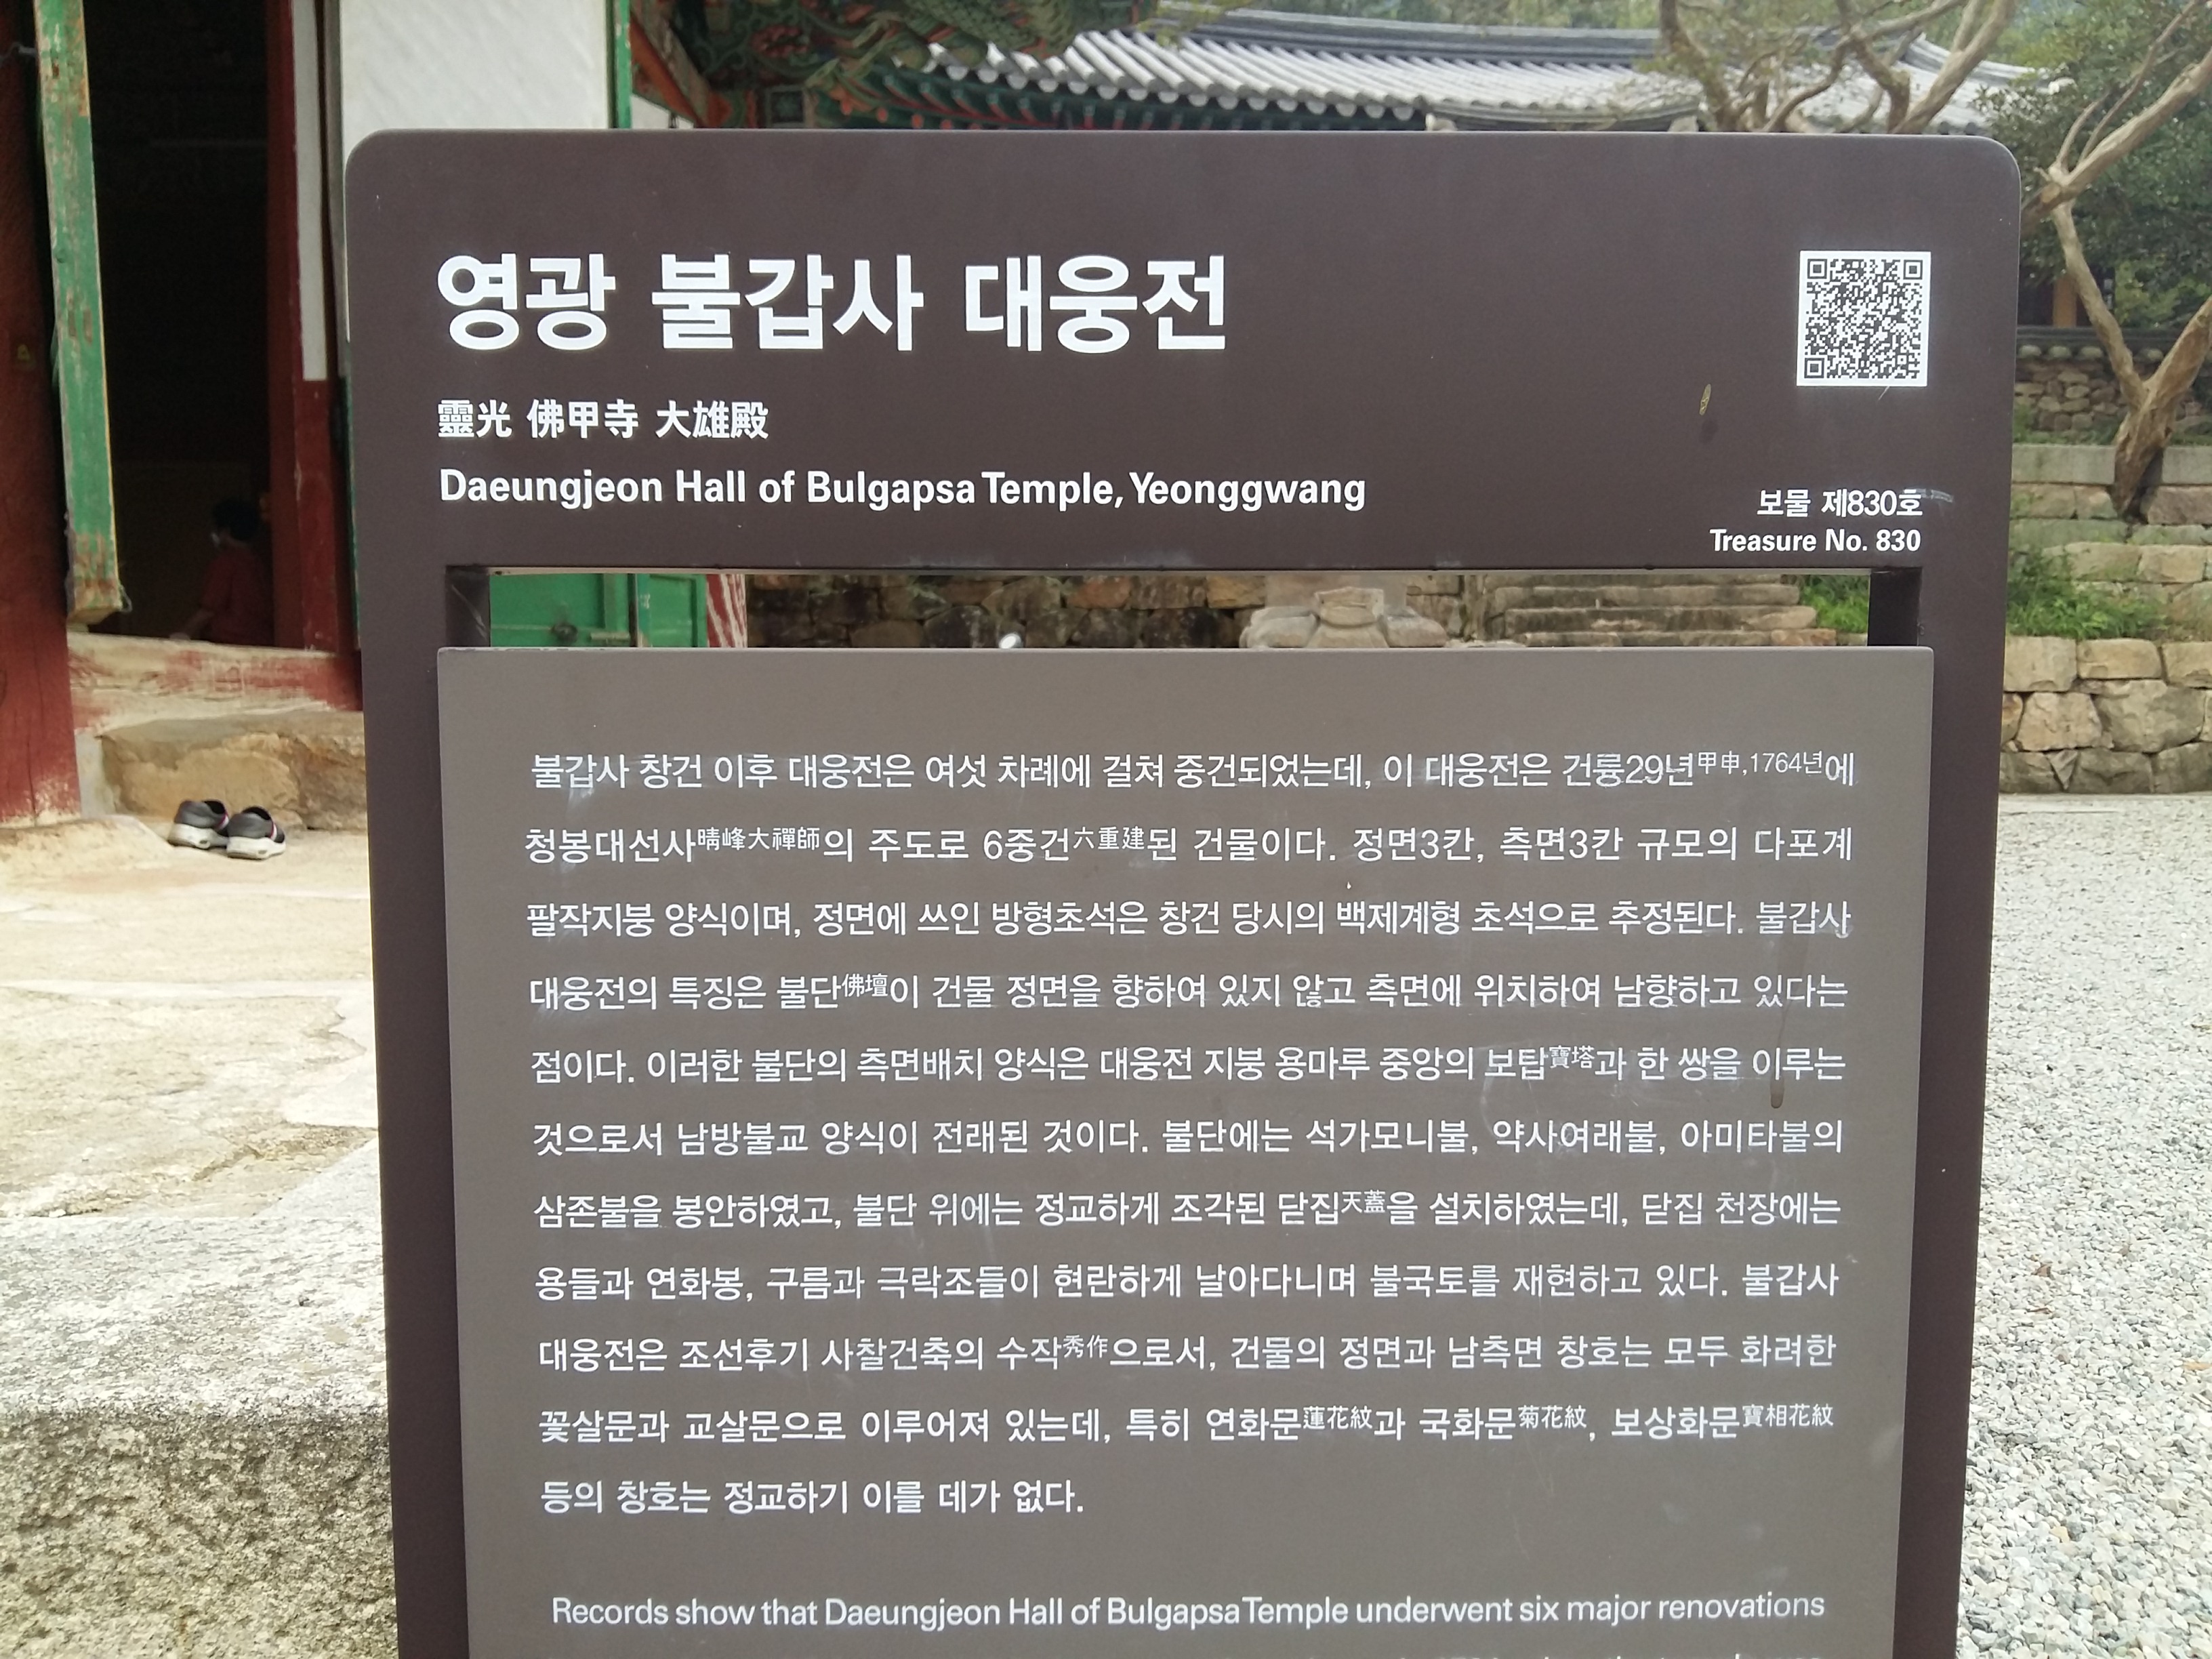 영광 불갑사 대웅전
靈光 佛甲寺 大雄殿
Daeungjeon Hall of Bulgapsa Temple, Yeonggwang
보물 제830호
Treasure No. 830
불갑사 창건 이후 대웅전은 여섯 차례에 걸쳐 중건되었는데, 이 대웅전은 건륭29년甲申,1764년에
청봉대선사晴峰大禪師의 주도로 6중건六重建된 건물이다. 정면3칸, 측면3칸 규모의 다포계
팔작지붕 양식이며, 정면에 쓰인 방형초석은 창건 당시의 백제계형 초석으로 추정된다. 불갑사
대웅전의 특징은 불단佛壇이 건물 정면을 향하여 있지 않고 측면에 위치하여 남향하고 있다는
점이다. 이러한 불단의 측면배치 양식은 대웅전 지붕 용마루 중앙의 보탑寶塔과 한 쌍을 이루는
것으로서 남방불교 양식이 전래된 것이다. 불단에는 석가모니불, 약사여래불, 아미타불의
삼존불을 봉안하였고, 불단 위에는 정교하게 조각된 닫집天蓋을 설치하였는데, 닫집 천장에는
용들과 연화봉, 구름과 극락조들이 현란하게 날아다니며 불국토를 재현하고 있다. 불갑사
대웅전은 조선후기 사찰건축의 수작秀作으로서, 건물의 정면과 남측면 창호는 모두 화려한
꽃살문과 교살문으로 이루어져 있는데, 특히 연화문蓮花紋과 국화문菊花紋, 보상화문寶相花紋
등의 창호는 정교하기 이를 데가 없다.
Records show that Daeungjeon Hall of Bulgapsa Temple underwent six major renovations